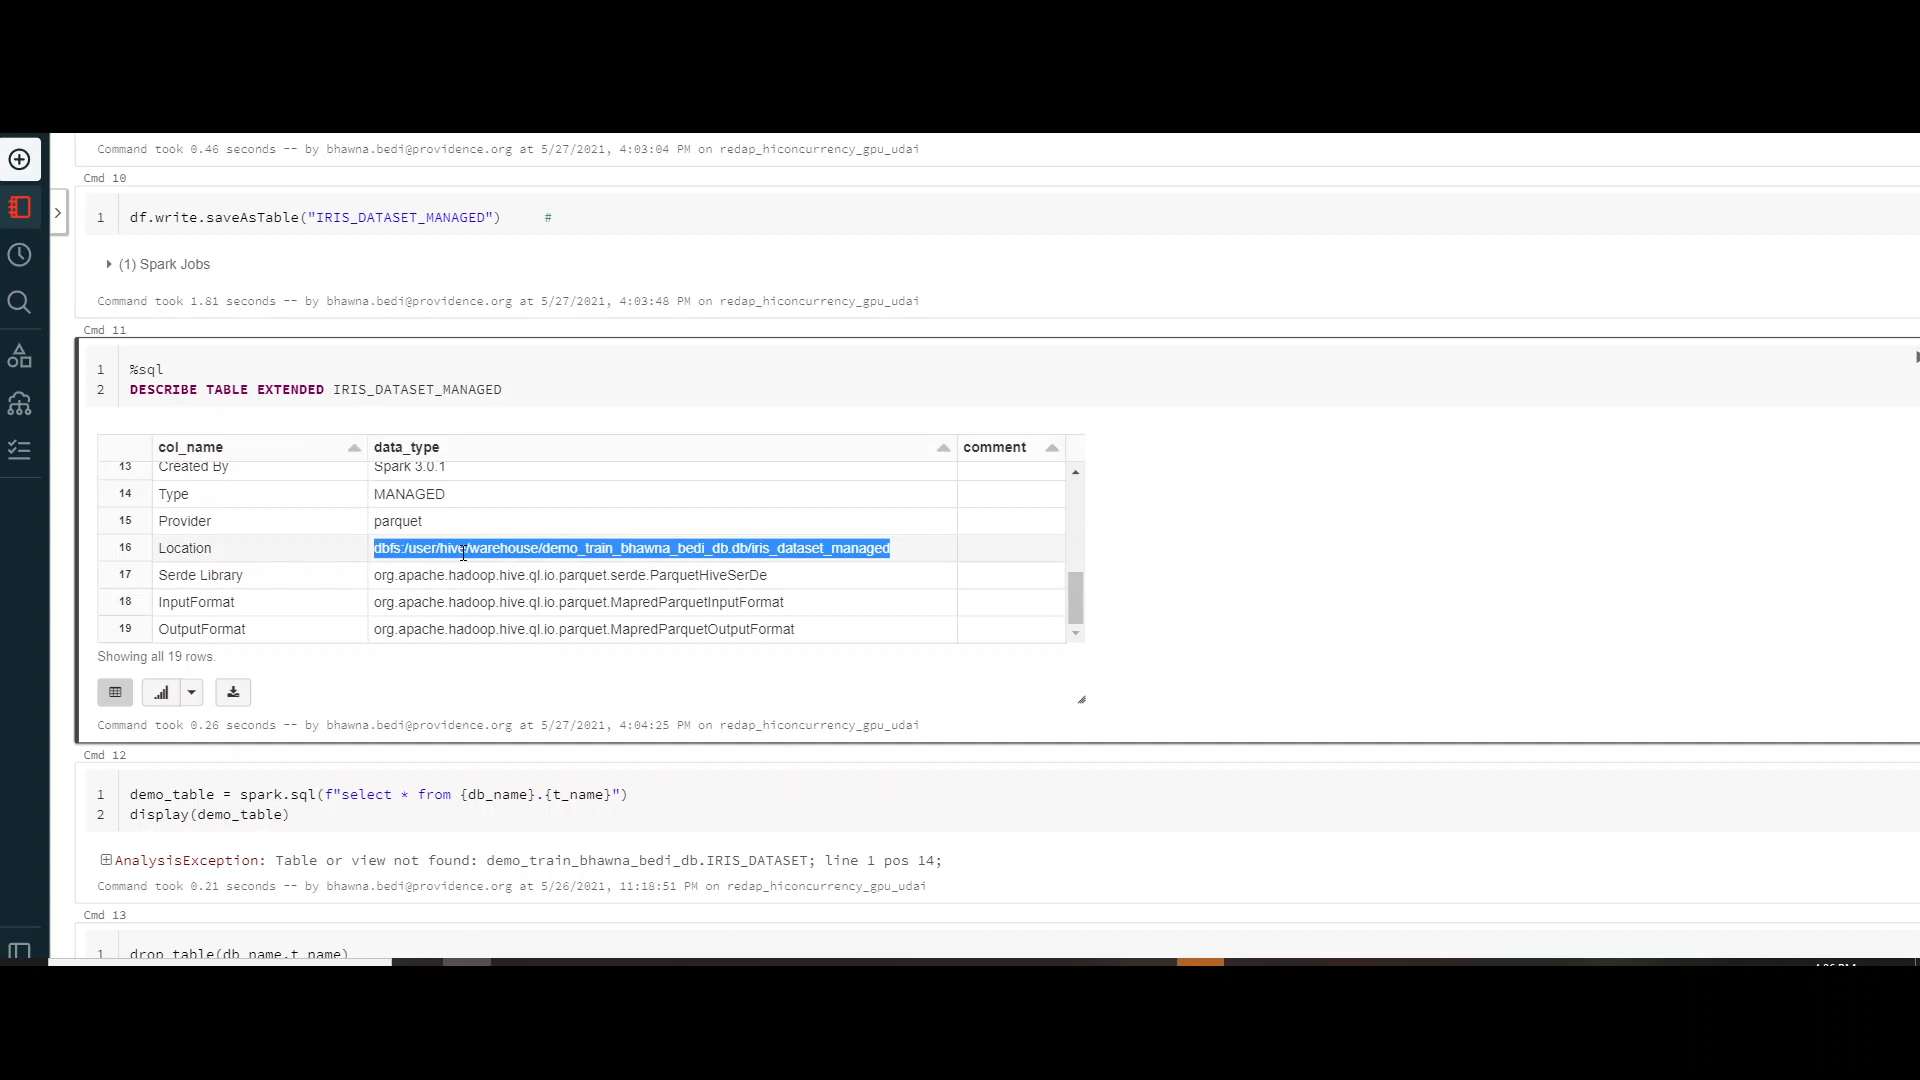 Command took 0.46 seconds -- by bhawna.bedi@providence.org at 5/27/2021, 4:03:04 PM on redap_hiconcurrency_gpu_udai
Cmd 10
1 df.write.saveAsTable("IRIS_DATASET_MANAGED") #
(1) Spark Jobs
Command took 1.81 seconds -- by bhawna.bedi@providence.org at 5/27/2021, 4:03:48 PM on redap_hiconcurrency_gpu_udai
Cmd 11
1 %sql
2 DESCRIBE TABLE EXTENDED IRIS_DATASET_MANAGED
col_name data_type comment
13 Created By Spark 3.0.1
14 Type MANAGED
15 Provider parquet
16 Location dbfs:/user/hive/warehouse/demo_train_bhawna_bedi_db.db/iris_dataset_managed
17 Serde Library org.apache.hadoop.hive.ql.io.parquet.serde.ParquetHiveSerDe
18 InputFormat org.apache.hadoop.hive.ql.io.parquet.MapredParquetInputFormat
19 OutputFormat org.apache.hadoop.hive.ql.io.parquet.MapredParquetOutputFormat
Showing all 19 rows.
Command took 0.26 seconds -- by bhawna.bedi@providence.org at 5/27/2021, 4:04:25 PM on redap_hiconcurrency_gpu_udai
Cmd 12
1 demo_table = spark.sql(f"select * from {db_name}.{t_name}")
2 display(demo_table)
AnalysisException: Table or view not found: demo_train_bhawna_bedi_db.IRIS_DATASET; line 1 pos 14;
Command took 0.21 seconds -- by bhawna.bedi@providence.org at 5/26/2021, 11:18:51 PM on redap_hiconcurrency_gpu_udai
Cmd 13
1 drop_table(db_name,t_name)